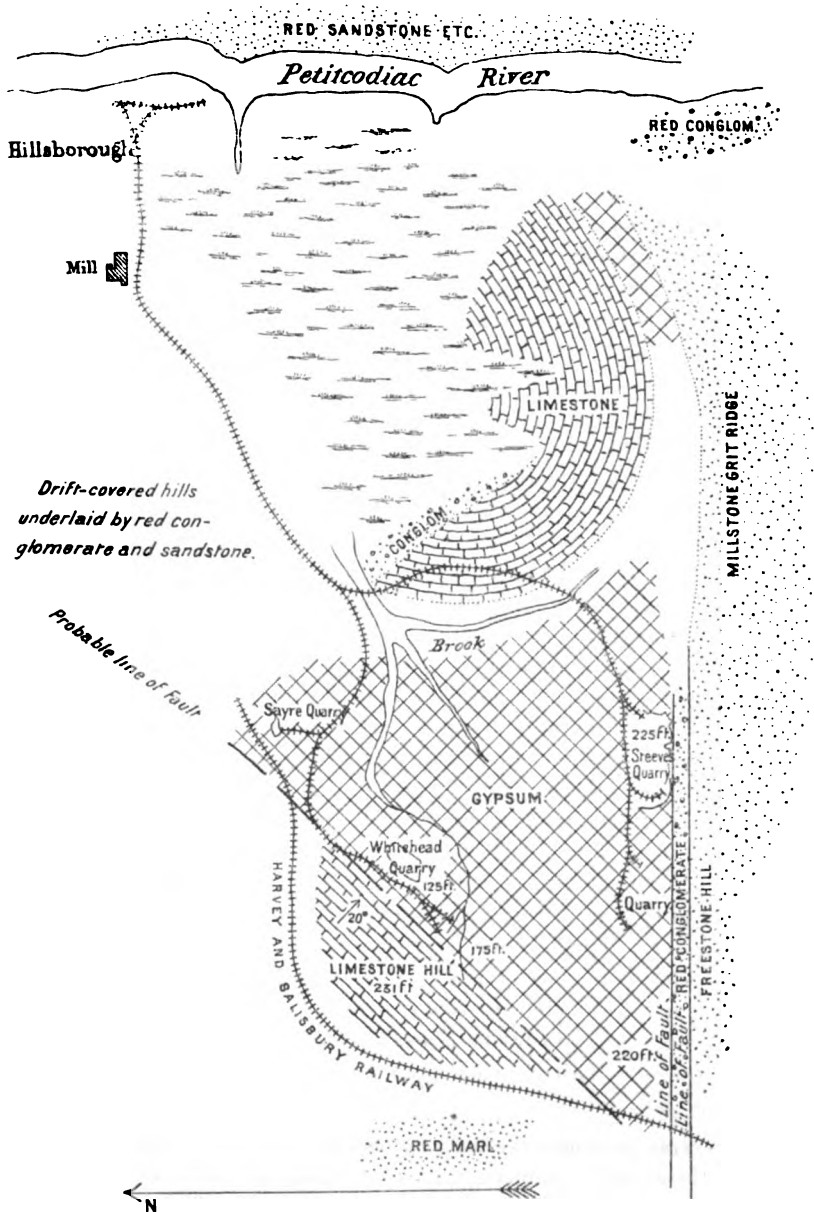 RED SANDSTONE ETC.
Petitcodiac River
RED CONGLOM.
Hillsborough
Mill
LIMESTONE
MILLSTONE GRIT RIDGE
Drift-covered hills
underlaid by red con-
glomerate and sandstone.
CONGLOM
Brook
Probable line of Fault
Sayre Quarry
225ft.
Steeve
Quarry
GYPSUM.
Whitehead
Quarry
125ft.
Quarry
20°
175ft.
LIMESTONE HILL
231ft
HARVEY AND SALISBURY RAILWAY
220ft.
Line of Fault
Line of Fault
RED CONGLOMERATE
FREESTONE HILL
RED MARL
N